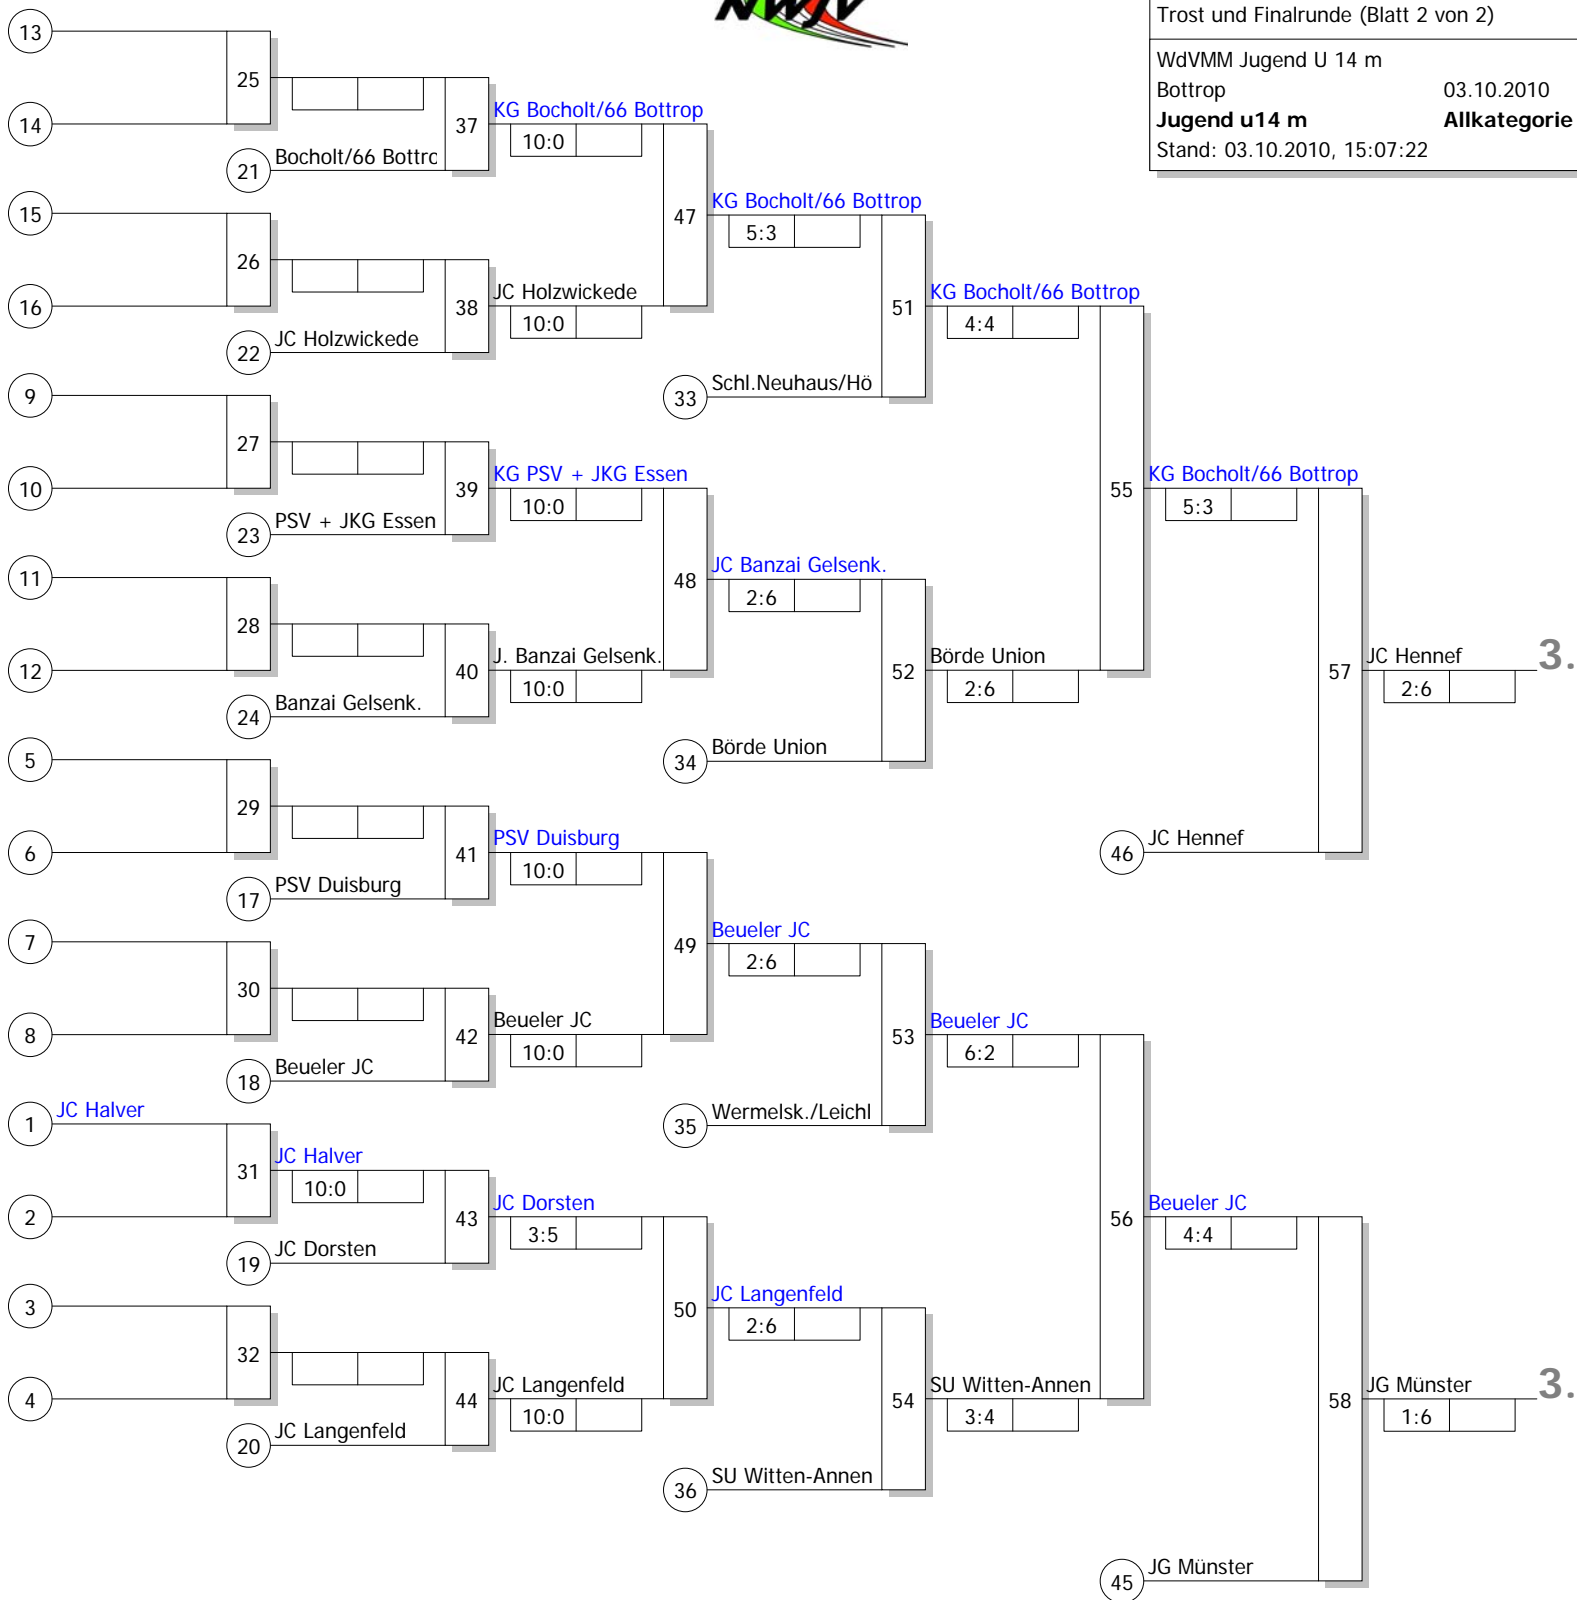 NWJV
Trost und Finalrunde (Blatt 2 von 2)
WdVMM Jugend U 14 m
Bottrop 03.10.2010
Jugend u14 m Allkategorie
Stand: 03.10.2010, 15:07:22
13
25
14
37
KG Bocholt/66 Bottrop
10:0
21
Bocholt/66 Bottro
15
47
KG Bocholt/66 Bottrop
5:3
26
16
38
JC Holzwickede
10:0
51
KG Bocholt/66 Bottrop
4:4
22
JC Holzwickede
33
Schl.Neuhaus/Hö
9
27
10
39
KG PSV + JKG Essen
10:0
55
KG Bocholt/66 Bottrop
5:3
23
PSV + JKG Essen
11
48
JC Banzai Gelsenk.
2:6
28
12
40
J. Banzai Gelsenk.
10:0
52
Börde Union
2:6
57
JC Hennef
2:6
3.
24
Banzai Gelsenk.
34
Börde Union
5
29
6
41
PSV Duisburg
10:0
46
JC Hennef
17
PSV Duisburg
7
49
Beueler JC
2:6
30
8
42
Beueler JC
10:0
53
Beueler JC
6:2
18
Beueler JC
1
JC Halver
35
Wermelsk./Leichl
31
JC Halver
10:0
2
43
JC Dorsten
3:5
56
Beueler JC
4:4
19
JC Dorsten
3
50
JC Langenfeld
2:6
32
4
44
JC Langenfeld
10:0
54
SU Witten-Annen
3:4
58
JG Münster
1:6
3.
20
JC Langenfeld
36
SU Witten-Annen
45
JG Münster